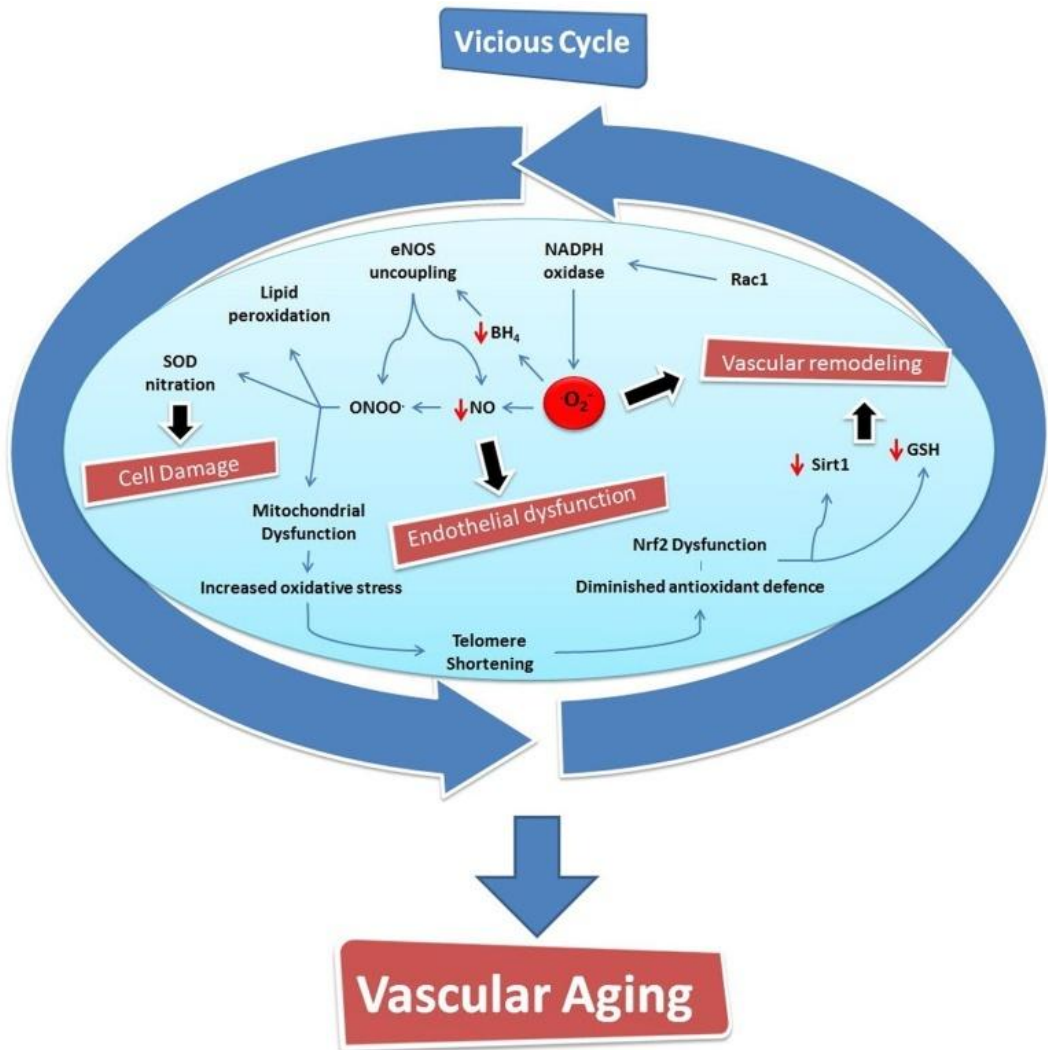 Vicious Cycle
eNOS
uncoupling
NADPH
oxidase
Rac1
Lipid
peroxidation
↓BH₄
Vascular remodeling
SOD
nitration
ONOO·
↓NO
·O₂⁻
Cell Damage
↓Sirt1
↓GSH
Endothelial dysfunction
Mitochondrial
Dysfunction
Nrf2 Dysfunction
Increased oxidative stress
Diminished antioxidant defence
Telomere
Shortening
Vascular Aging